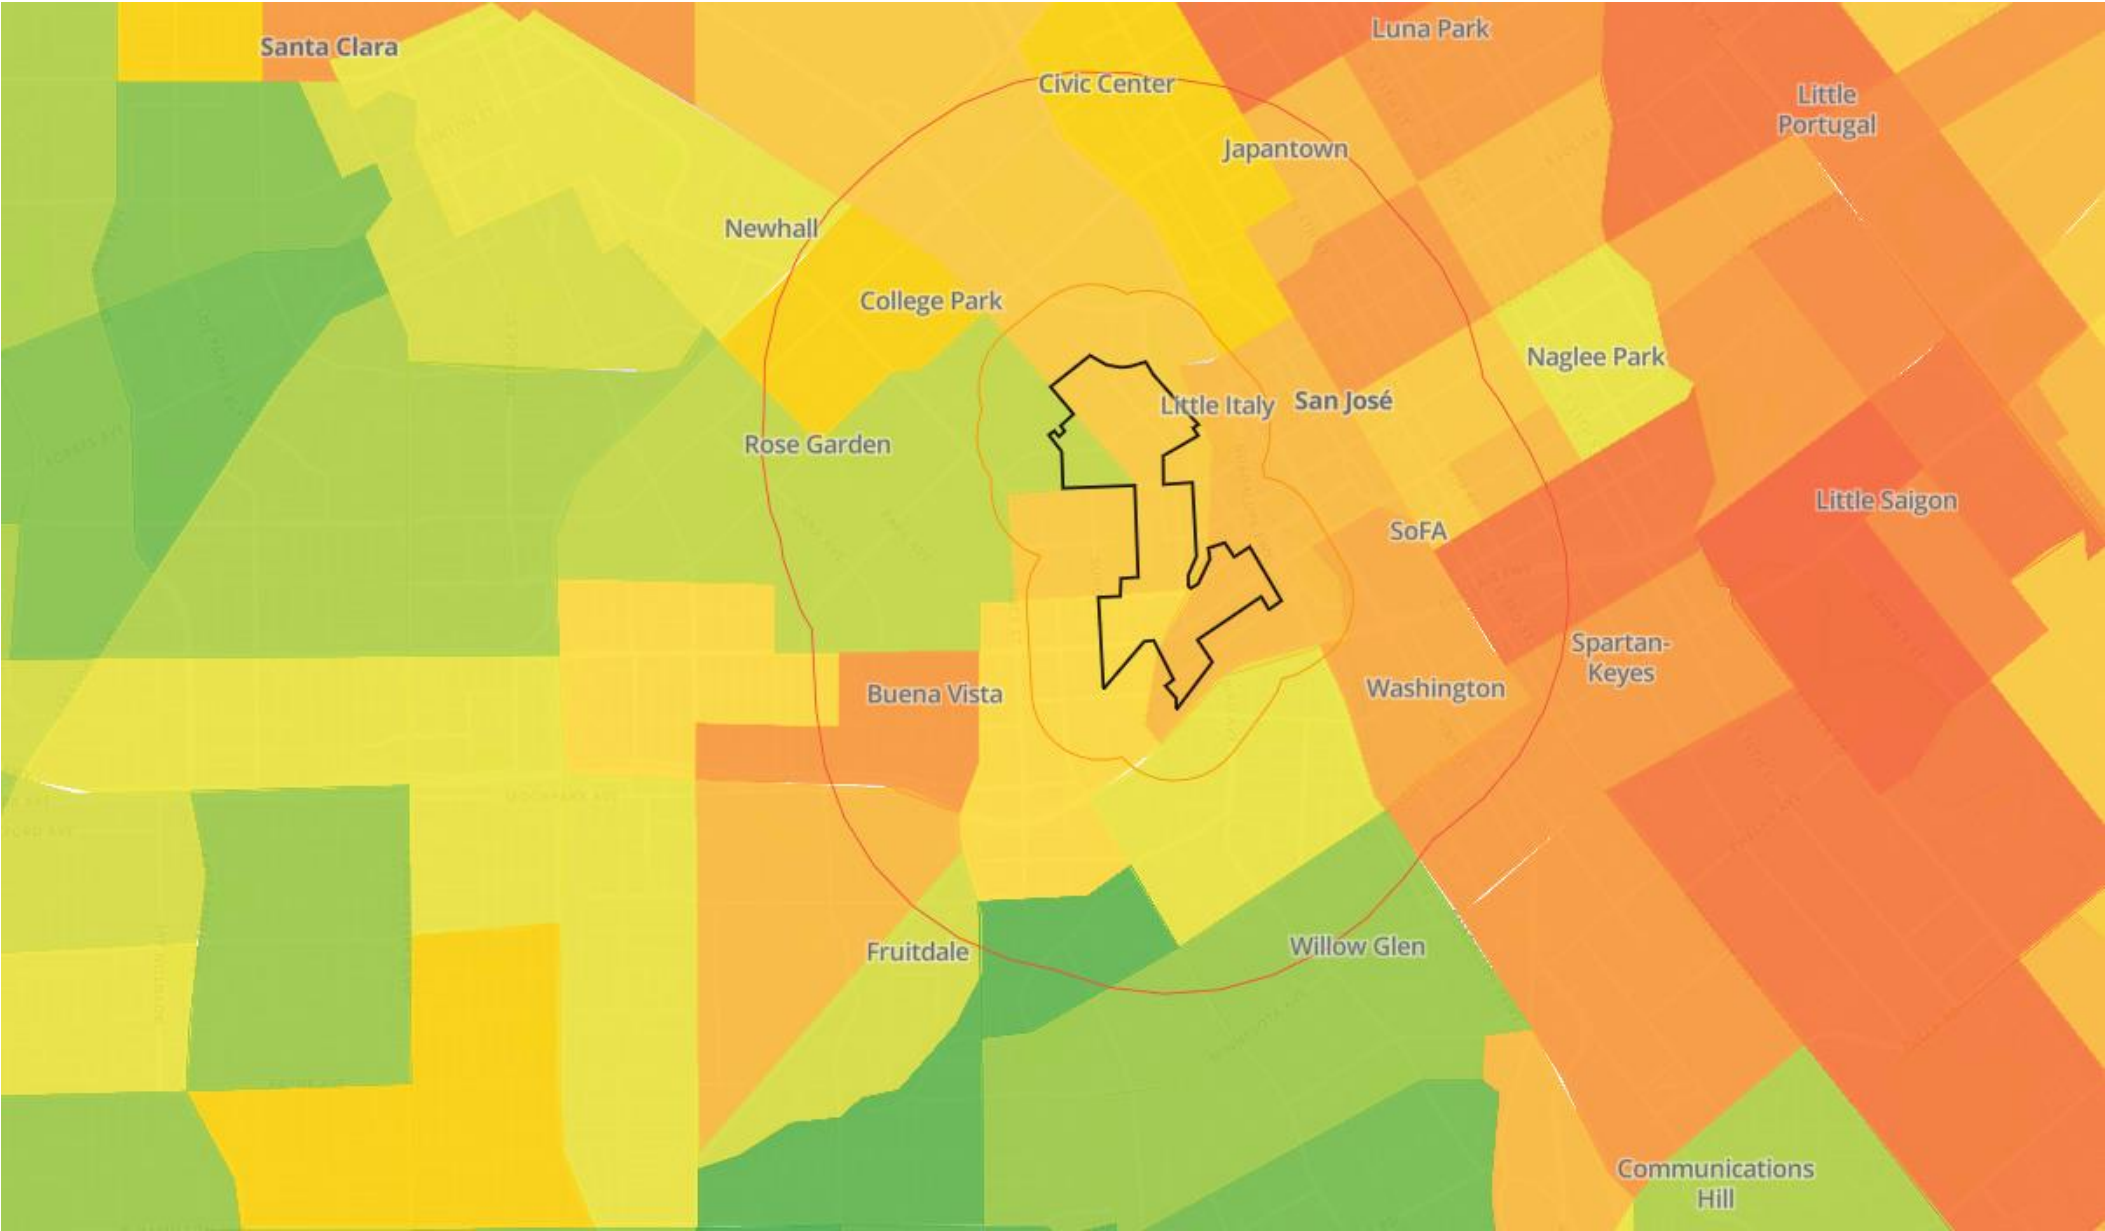 Luna Park
Santa Clara
Civic Center
Little
Portugal
Japantown
Newhall
College Park
Naglee Park
San José
Little Italy
Rose Garden
Little Saigon
SoFA
Spartan-
Keyes
Washington
Buena Vista
Willow Glen
Fruitdale
Communications
Hill